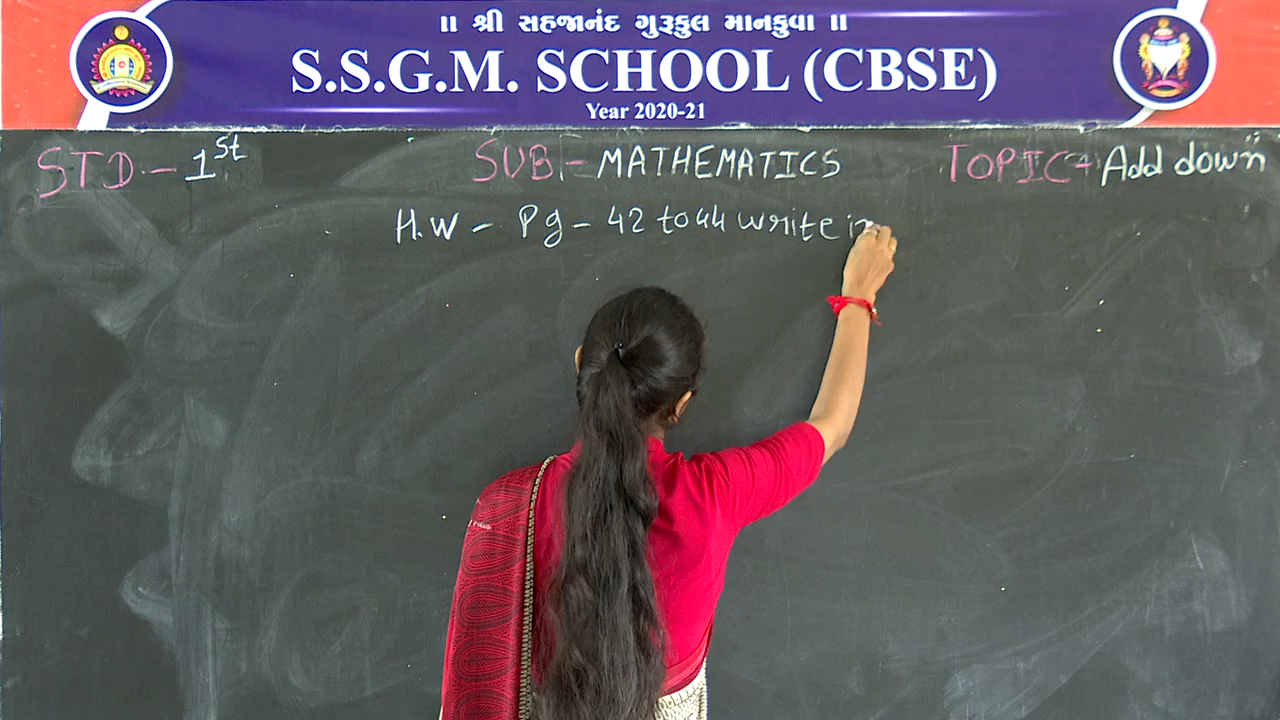 ॥ શ્રી સહજાનંદ ગુરૂકુલ માનકુવા ॥
S.S.G.M. SCHOOL (CBSE)
Year 2020-21
STD - 1st SUB - MATHEMATICS TOPIC - Add down
H.W - Pg - 42 to 44 write in